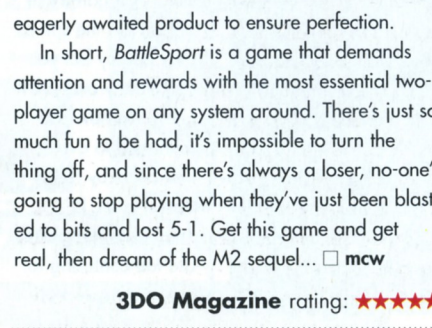 eagerly awaited product to ensure perfection.
In short, BattleSport is a game that demands
attention and rewards with the most essential two-
player game on any system around. There's just so
much fun to be had, it's impossible to turn the
thing off, and since there's always a loser, no-one'
going to stop playing when they've just been blast
ed to bits and lost 5-1. Get this game and get
real, then dream of the M2 sequel... □ mcw
3DO Magazine rating: ★★★★★